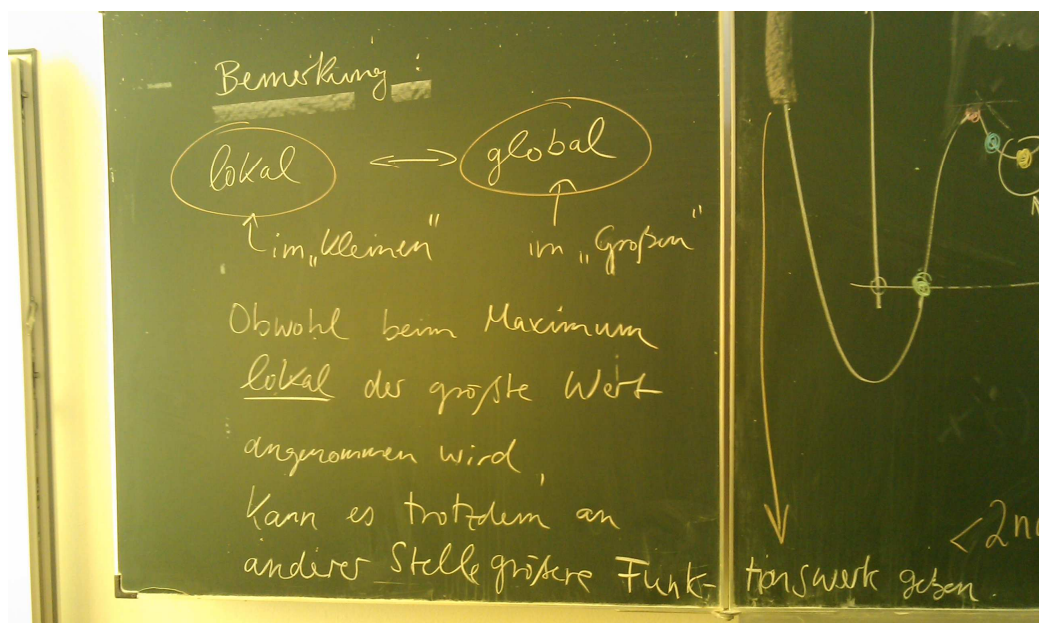 Bemerkung:
lokal ⟷ global
im „Kleinen“ im „Großen“
Obwohl beim Maximum
lokal der größte Wert
angenommen wird,
kann es trotzdem an
anderer Stelle größere Funk-tionswerte geben.
< 2